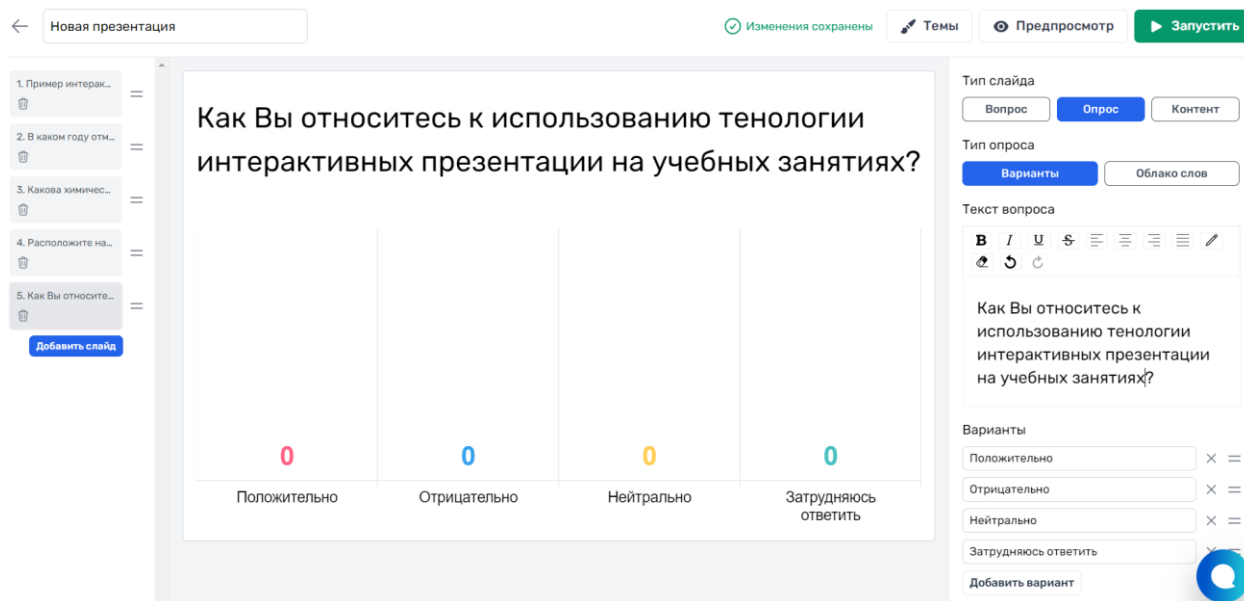 Новая презентация
Изменения сохранены
Темы
Предпросмотр
Запустить
1. Пример интерак...
2. В каком году отм...
3. Какова химичес...
4. Расположите на...
5. Как Вы относите...
Добавить слайд
Как Вы относитесь к использованию тенологии
интерактивных презентации на учебных занятиях?
0 0 0 0
Положительно Отрицательно Нейтрально Затрудняюсь
ответить
Тип слайда
Вопрос Опрос Контент
Тип опроса
Варианты Облако слов
Текст вопроса
B I U S
Как Вы относитесь к
использованию тенологии
интерактивных презентации
на учебных занятиях?
Варианты
Положительно
Отрицательно
Нейтрально
Затрудняюсь ответить
Добавить вариант